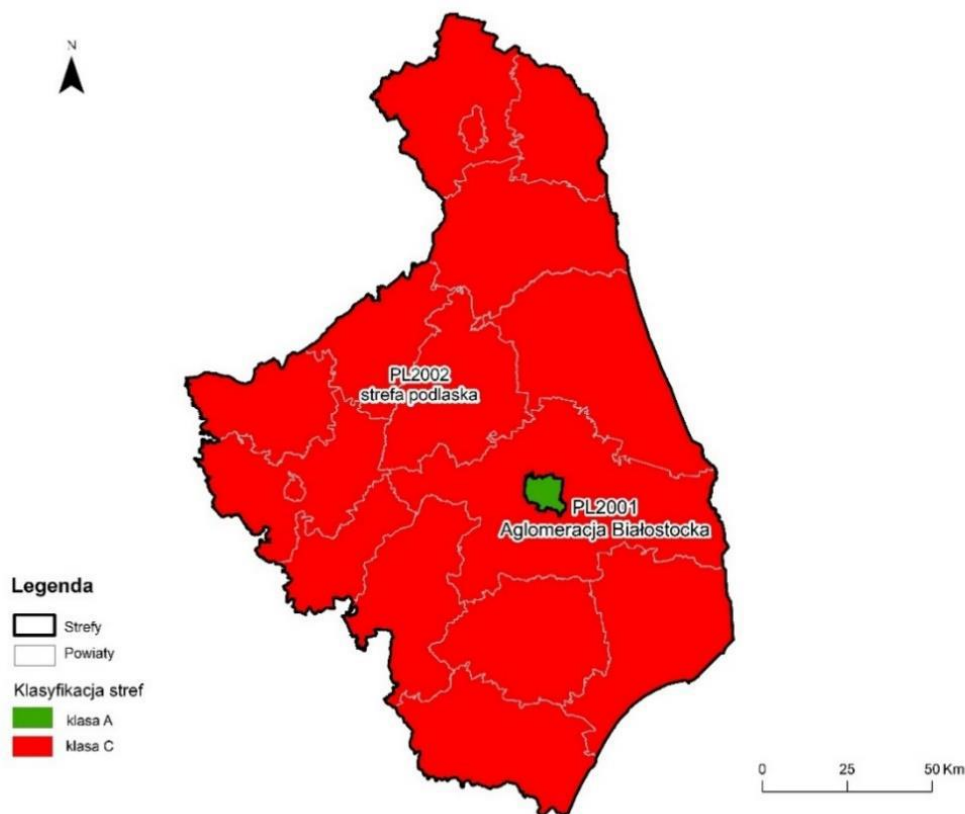 N
PL2002
strefa podlaska
PL2001
Aglomeracja Białostocka
Legenda
Strefy
Powiaty
Klasyfikacja stref
klasa A
klasa C
0 25 50 Km